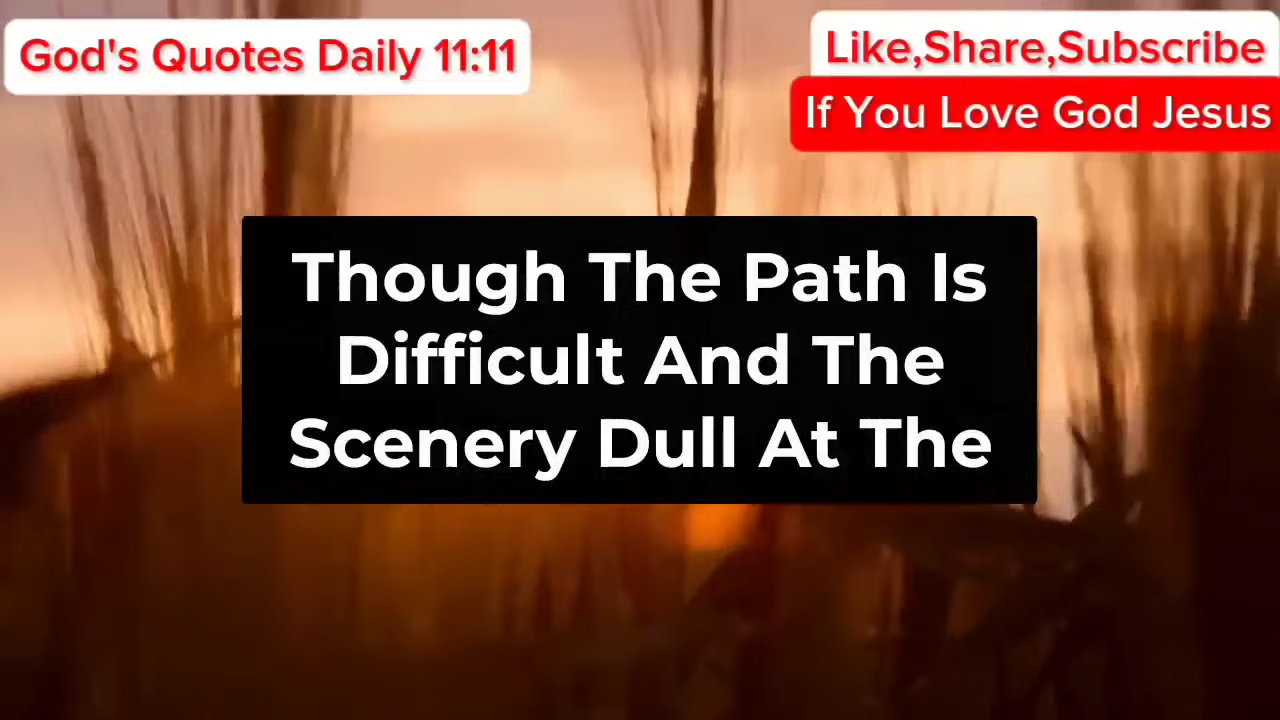 God's Quotes Daily 11:11
Like,Share,Subscribe
If You Love God Jesus
Though The Path Is
Difficult And The
Scenery Dull At The